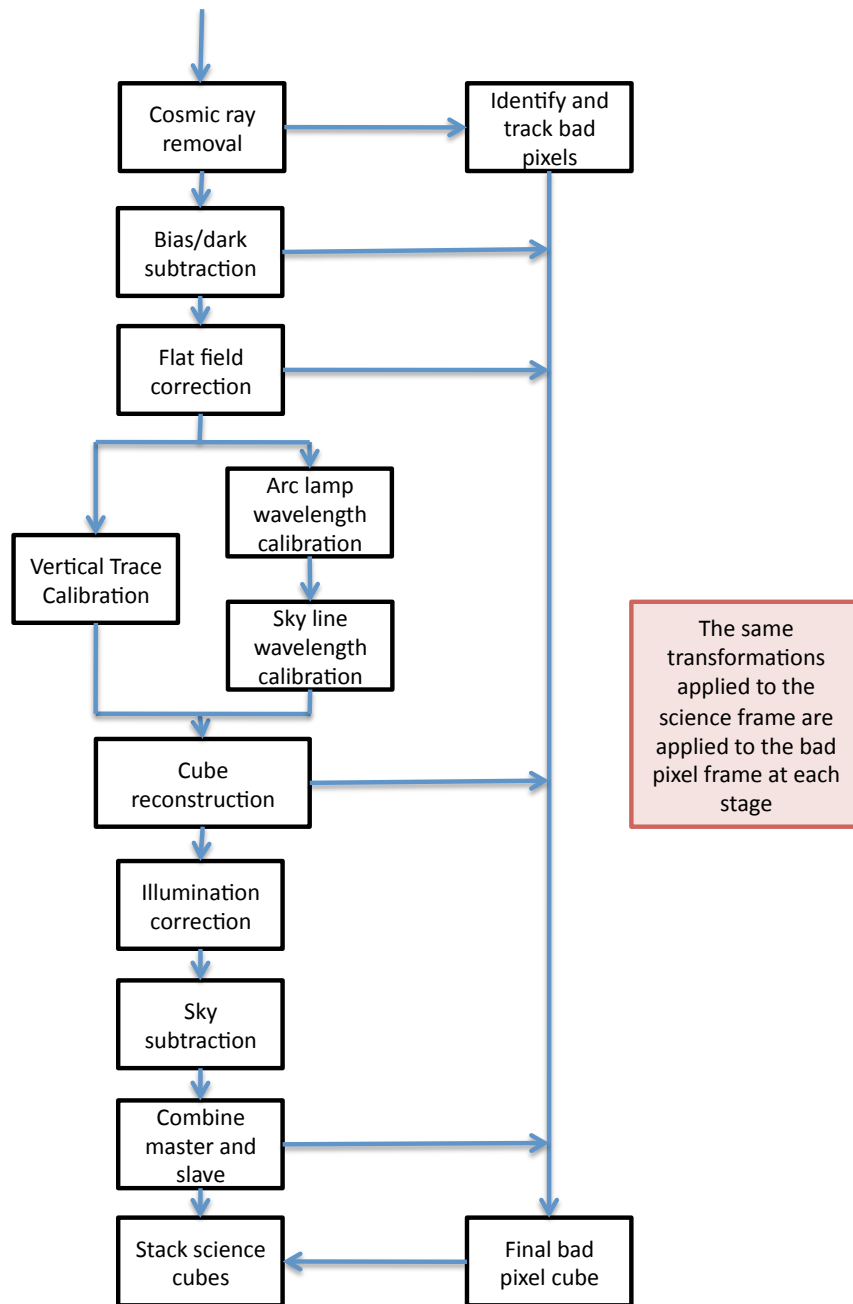 Cosmic ray
removal
Identify and
track bad
pixels
Bias/dark
subtraction
Flat field
correction
Arc lamp
wavelength
calibration
Vertical Trace
Calibration
Sky line
wavelength
calibration
The same
transformations
applied to the
science frame are
applied to the bad
pixel frame at each
stage
Cube
reconstruction
Illumination
correction
Sky
subtraction
Combine
master and
slave
Stack science
cubes
Final bad
pixel cube